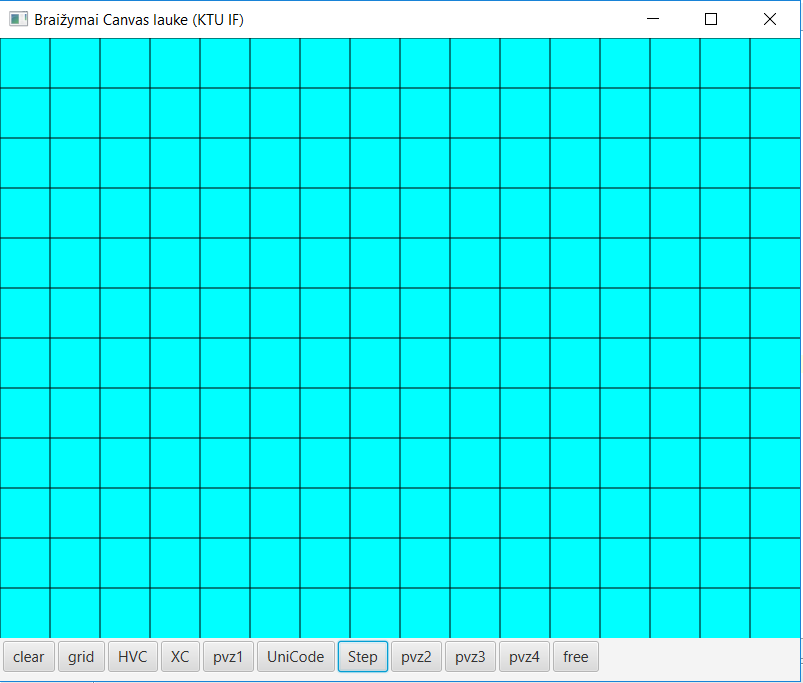 Braižymai Canvas lauke (KTU IF)
clear grid HVC XC pvz1 UniCode Step pvz2 pvz3 pvz4 free